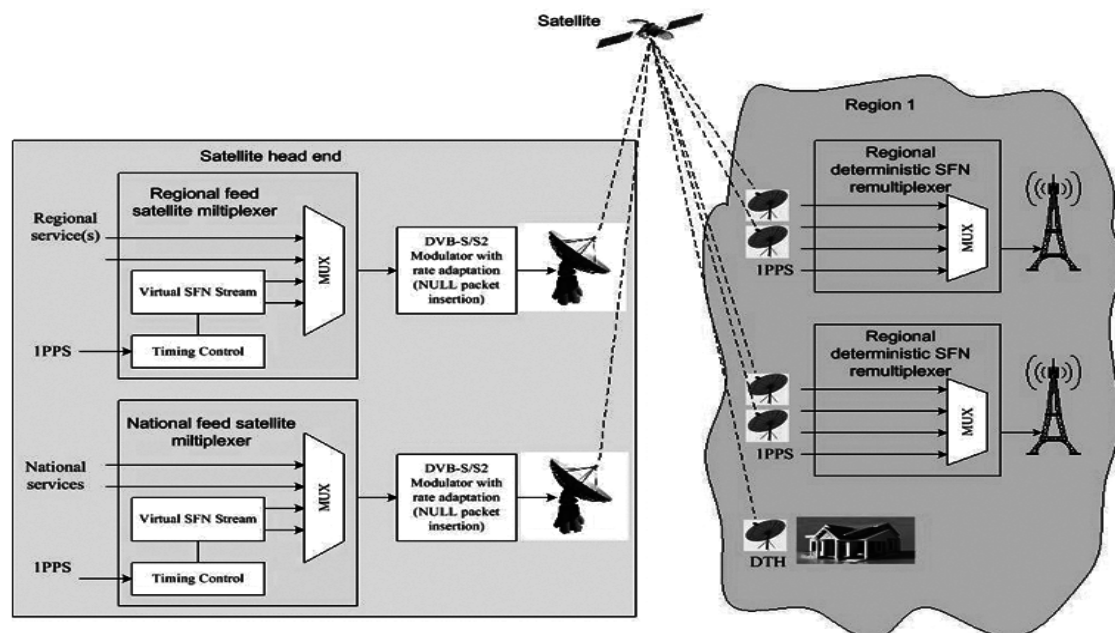 Satellite
Satellite head end
Regional feed
satellite miltiplexer
Regional
service(s)
MUX
Virtual SFN Stream
1PPS
Timing Control
DVB-S/S2
Modulator with
rate adaptation
(NULL packet
insertion)
National feed satellite
miltiplexer
National
services
MUX
Virtual SFN Stream
1PPS
Timing Control
DVB-S/S2
Modulator with
rate adaptation
(NULL packet
insertion)
Region 1
Regional
deterministic SFN
remultiplexer
MUX
1PPS
Regional
deterministic SFN
remultiplexer
MUX
1PPS
DTH